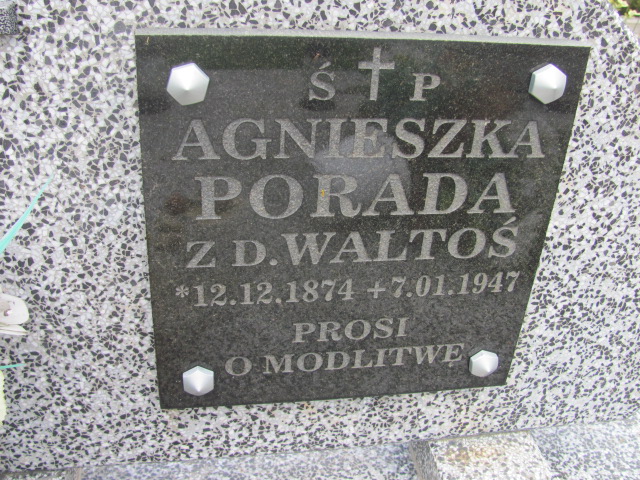 Ś † P
AGNIESZKA
PORADA
Z D. WALTOŚ
*12.12.1874 +7.01.1947
PROSI
O MODLITWĘ